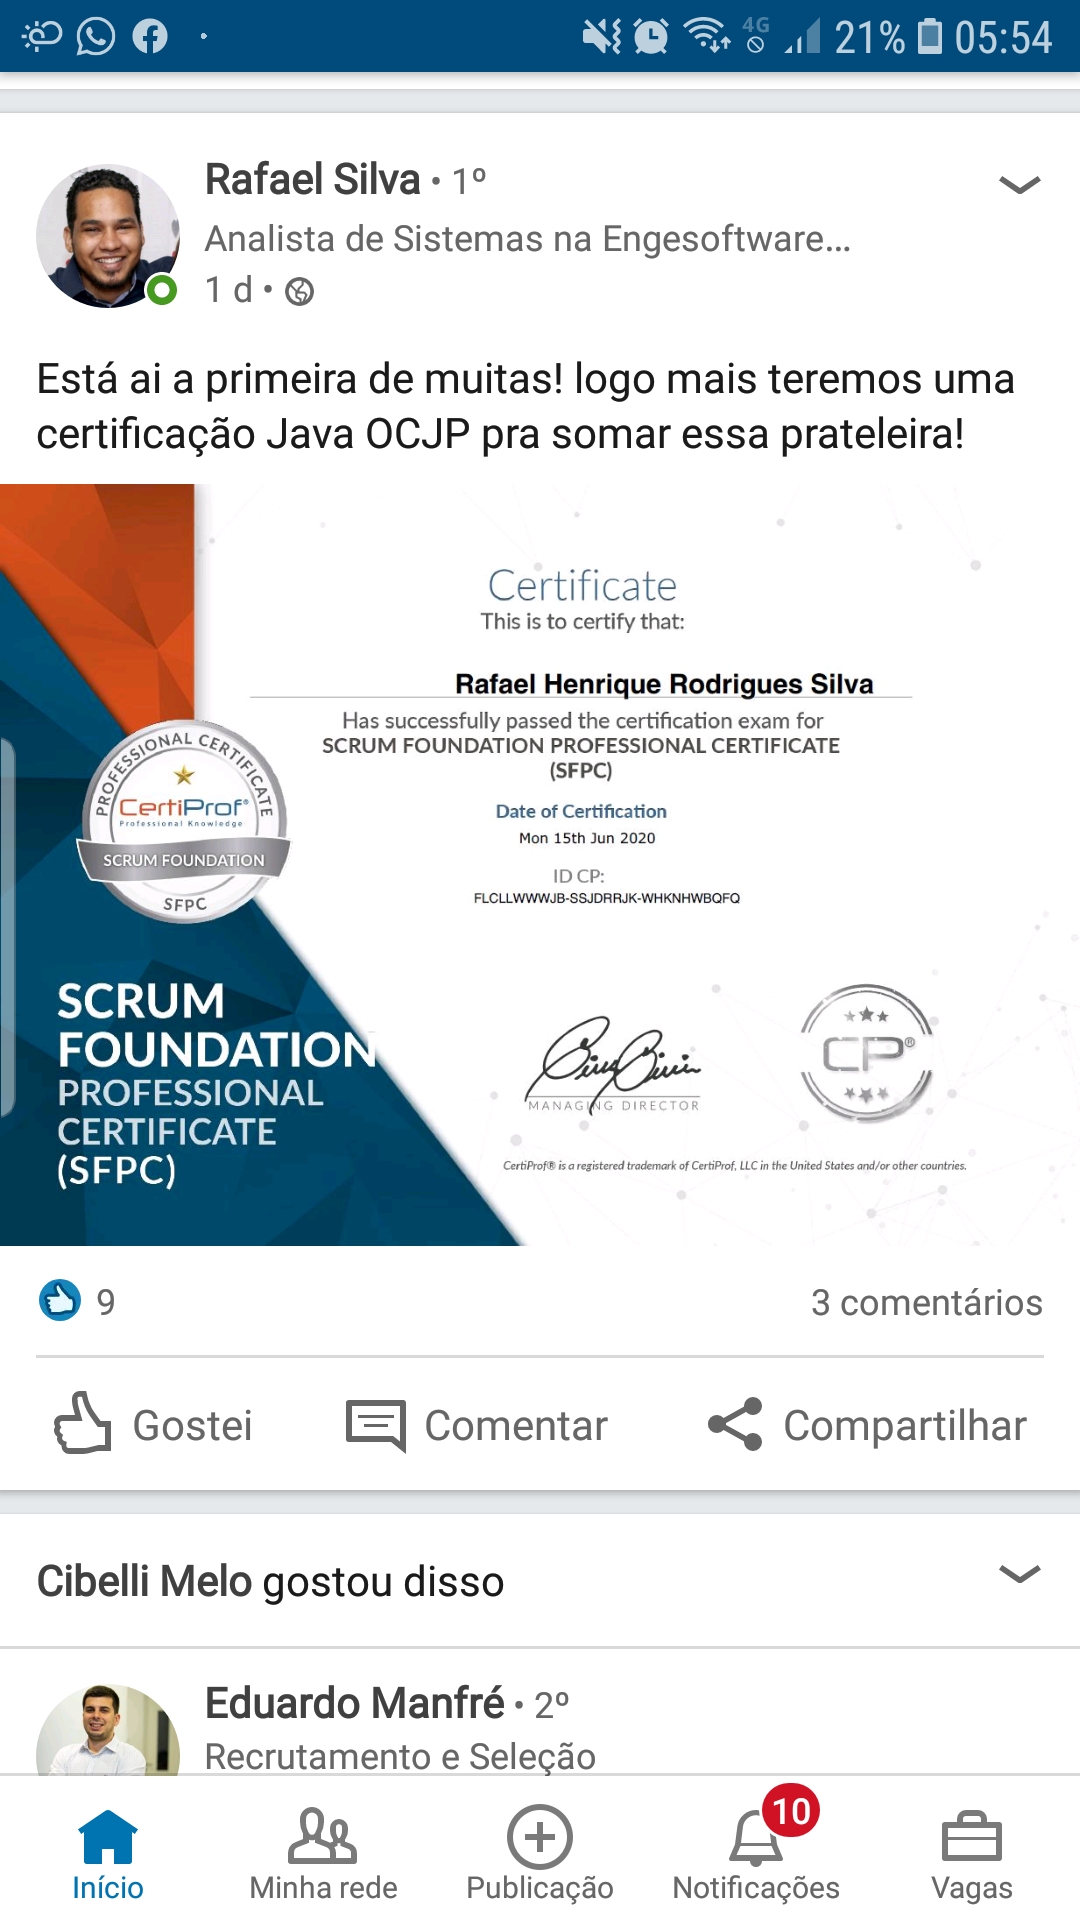 4G 21% 05:54
Rafael Silva • 1º
Analista de Sistemas na Engesoftware...
1 d •
Está ai a primeira de muitas! logo mais teremos uma
certificação Java OCJP pra somar essa prateleira!
Certificate
This is to certify that:
Rafael Henrique Rodrigues Silva
Has successfully passed the certification exam for
SCRUM FOUNDATION PROFESSIONAL CERTIFICATE
(SFPC)
Date of Certification
Mon 15th Jun 2020
ID CP:
FLCLLWWWJB-SSJDRRJK-WHKNHWBQFQ
PROFESSIONAL CERTIFICATE
CertiProf®
Professional Knowledge
SCRUM FOUNDATION
SFPC
SCRUM
FOUNDATION
PROFESSIONAL
CERTIFICATE
(SFPC)
MANAGING DIRECTOR
CP®
CertiProf® is a registered trademark of CertiProf, LLC in the United States and/or other countries.
9 3 comentários
Gostei Comentar Compartilhar
Cibelli Melo gostou disso
Eduardo Manfré • 2º
Recrutamento e Seleção
10
Início Minha rede Publicação Notificações Vagas